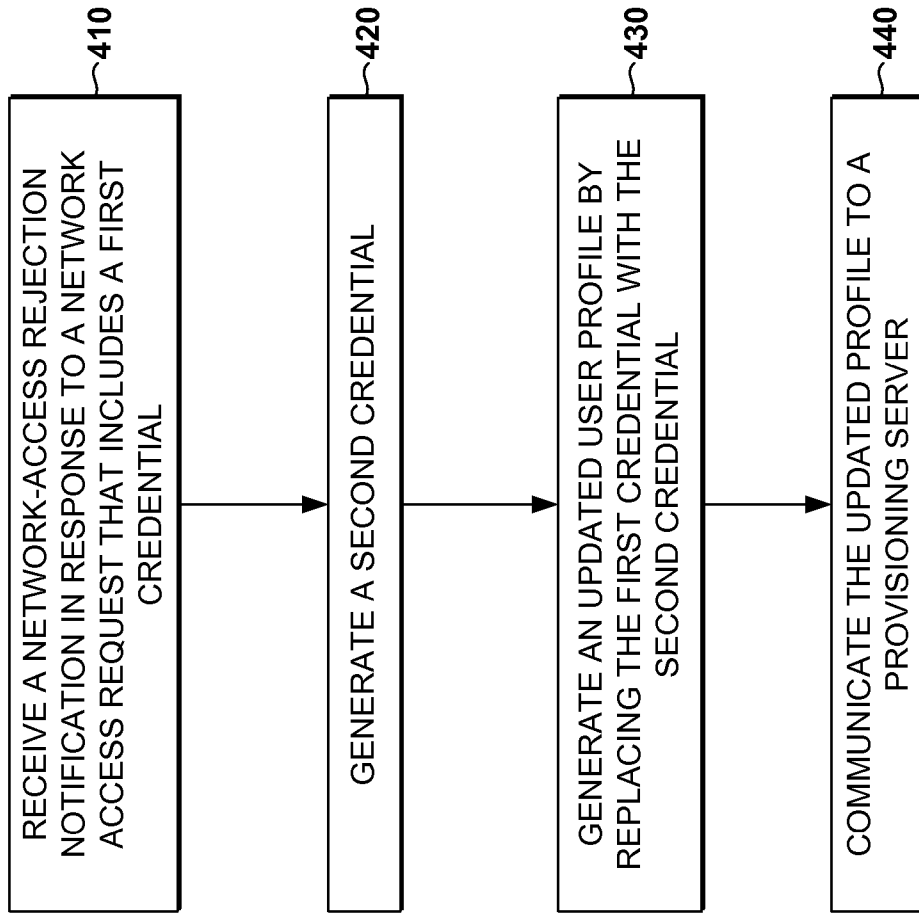 RECEIVE A NETWORK-ACCESS REJECTION
NOTIFICATION IN RESPONSE TO A NETWORK
ACCESS REQUEST THAT INCLUDES A FIRST
CREDENTIAL
410
GENERATE A SECOND CREDENTIAL
420
GENERATE AN UPDATED USER PROFILE BY
REPLACING THE FIRST CREDENTIAL WITH THE
SECOND CREDENTIAL
430
COMMUNICATE THE UPDATED PROFILE TO A
PROVISIONING SERVER
440